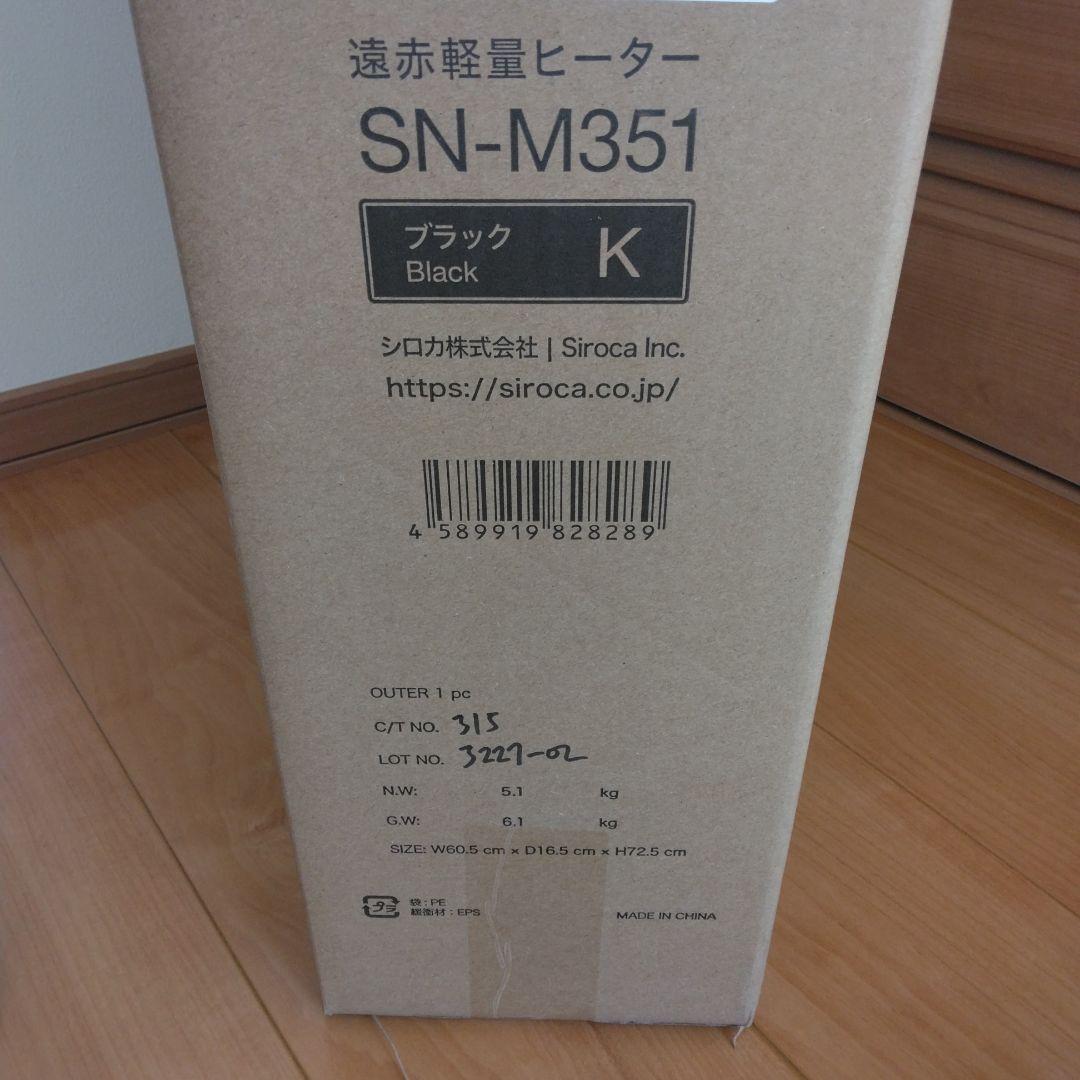 遠赤軽量ヒーター
SN-M351
ブラック
Black
K
シロカ株式会社 | Siroca Inc.
https://siroca.co.jp/
4 589919 828289
OUTER 1 pc
C/T NO. 315
LOT NO. 3227-02
N.W: 5.1 kg
G.W: 6.1 kg
SIZE: W60.5 cm × D16.5 cm × H72.5 cm
プラ
袋：PE
緩衝材：EPS
MADE IN CHINA